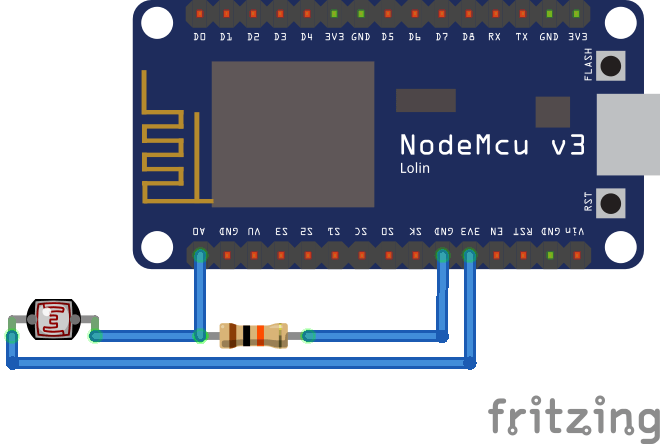 D0 D1 D2 D3 D4 3V3 GND D5 D6 D7 D8 RX TX GND 3V3
FLASH
NodeMcu v3
Lolin
RST
A0 GND VU S3 S2 S1 SC S0 SK GND 3V3 EN RST GND Vin
fritzing